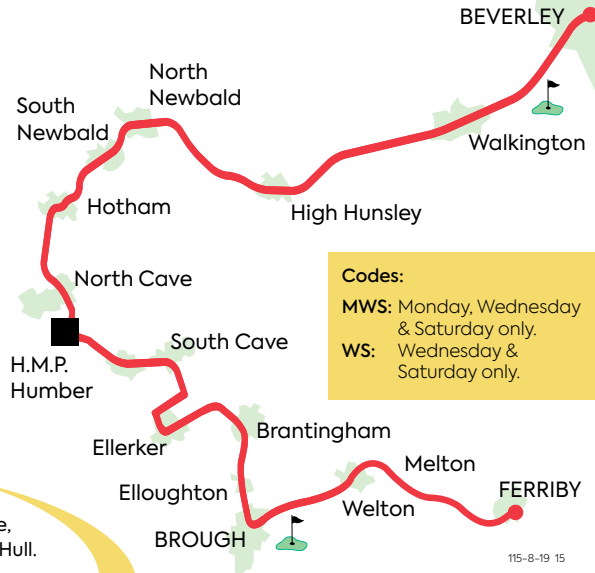 BEVERLEY
North
Newbald
South
Newbald
Walkington
Hotham
High Hunsley
North Cave
Codes:
MWS: Monday, Wednesday
& Saturday only.
WS: Wednesday &
Saturday only.
South Cave
H.M.P.
Humber
Brantingham
Ellerker
Melton
Elloughton
FERRIBY
Welton
BROUGH
e,
Hull.
115-8-19 15